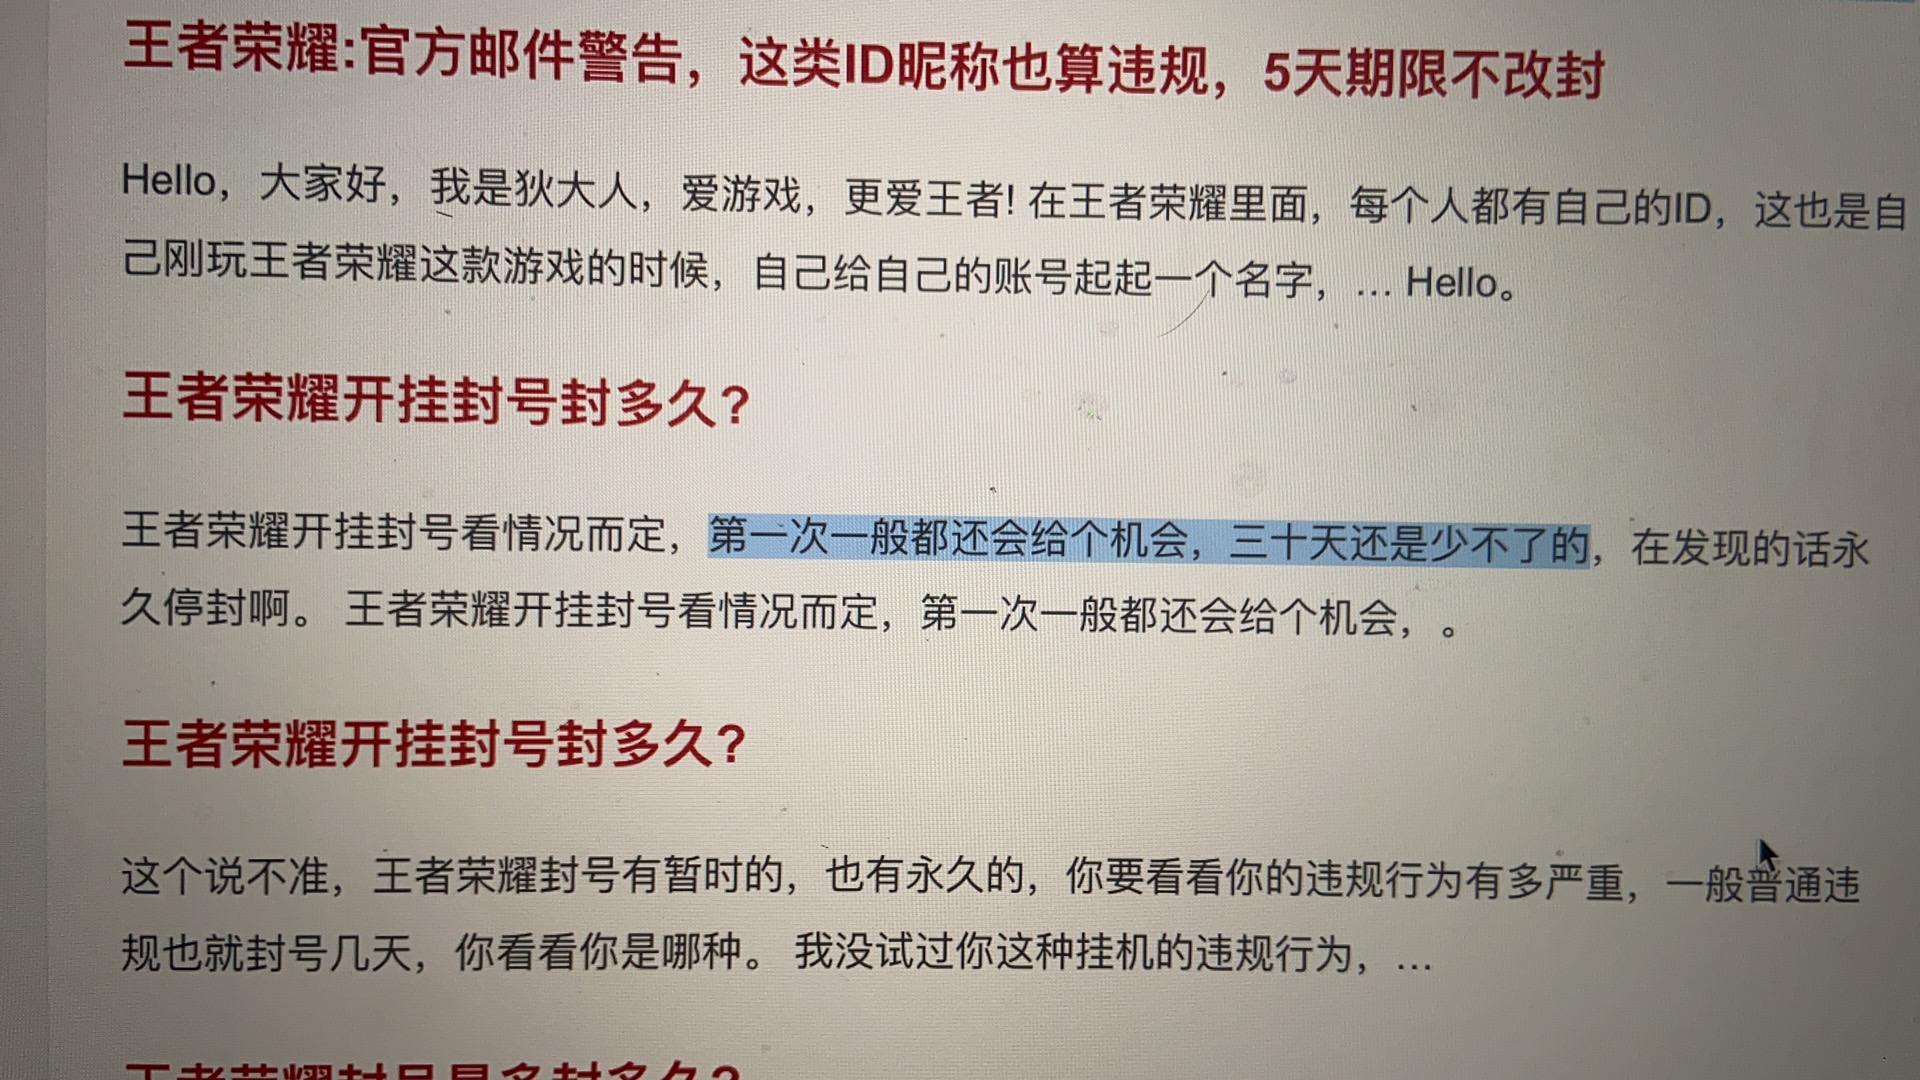 王者荣耀:官方邮件警告，这类ID昵称也算违规，5天期限不改封
Hello，大家好，我是狄大人，爱游戏，更爱王者! 在王者荣耀里面，每个人都有自己的ID，这也是自
己刚玩王者荣耀这款游戏的时候，自己给自己的账号起起一个名字，… Hello。
王者荣耀开挂封号封多久?
王者荣耀开挂封号看情况而定，第一次一般都还会给个机会，三十天还是少不了的，在发现的话永
久停封啊。 王者荣耀开挂封号看情况而定，第一次一般都还会给个机会，。
王者荣耀开挂封号封多久?
这个说不准，王者荣耀封号有暂时的，也有永久的，你要看看你的违规行为有多严重，一般普通违
规也就封号几天，你看看你是哪种。 我没试过你这种挂机的违规行为，…
王者荣耀封号最多封多久?